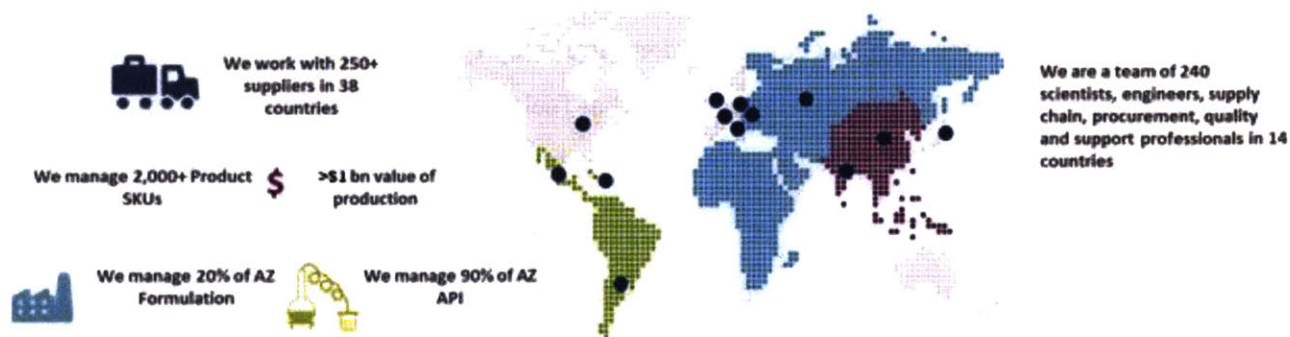 We work with 250+
suppliers in 38
countries
We manage 2,000+ Product
SKUs
$
>$1 bn value of
production
We manage 20% of AZ
Formulation
We manage 90% of AZ
API
We are a team of 240
scientists, engineers, supply
chain, procurement, quality
and support professionals in 14
countries